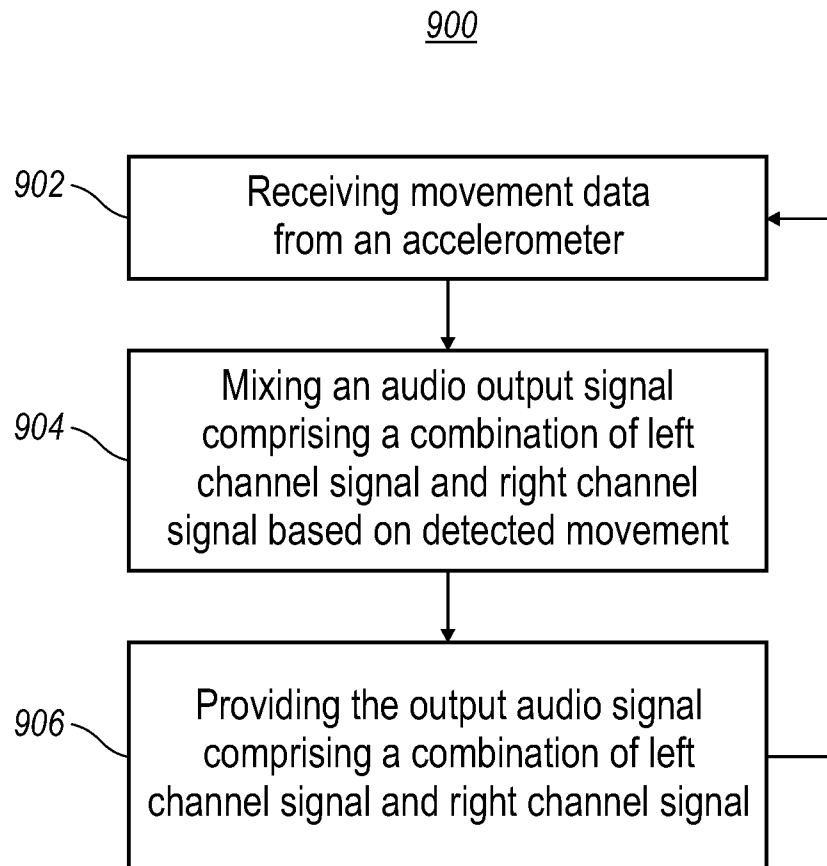 900
902
Receiving movement data
from an accelerometer
904
Mixing an audio output signal
comprising a combination of left
channel signal and right channel
signal based on detected movement
906
Providing the output audio signal
comprising a combination of left
channel signal and right channel signal